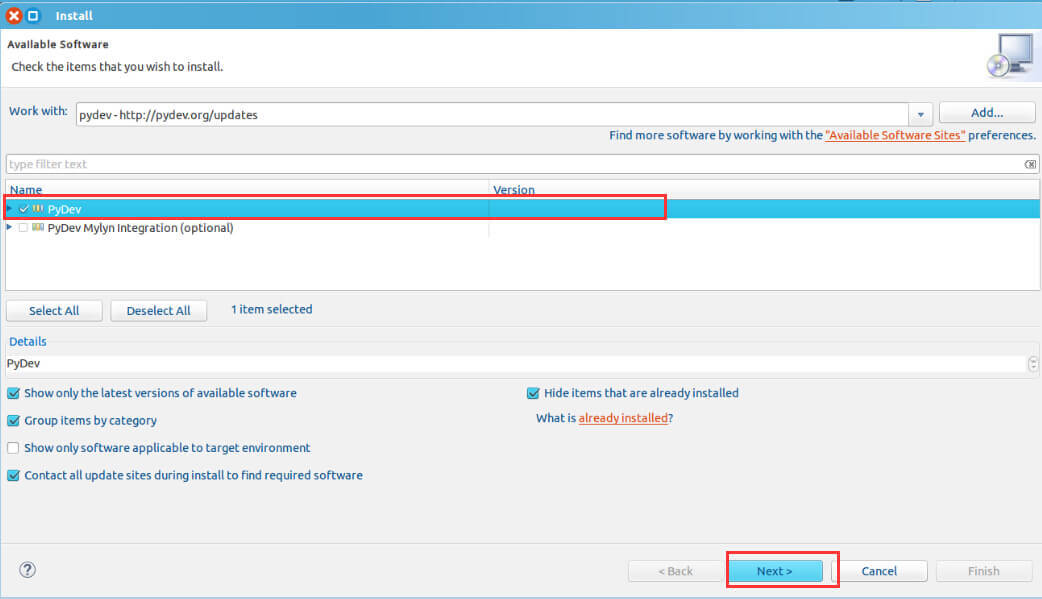 Install
Available Software
Check the items that you wish to install.
Work with: pydev - http://pydev.org/updates Add...
Find more software by working with the "Available Software Sites" preferences.
type filter text
Name Version
PyDev
PyDev Mylyn Integration (optional)
Select All Deselect All 1 item selected
Details
PyDev
Show only the latest versions of available software Hide items that are already installed
Group items by category What is already installed?
Show only software applicable to target environment
Contact all update sites during install to find required software
? < Back Next > Cancel Finish